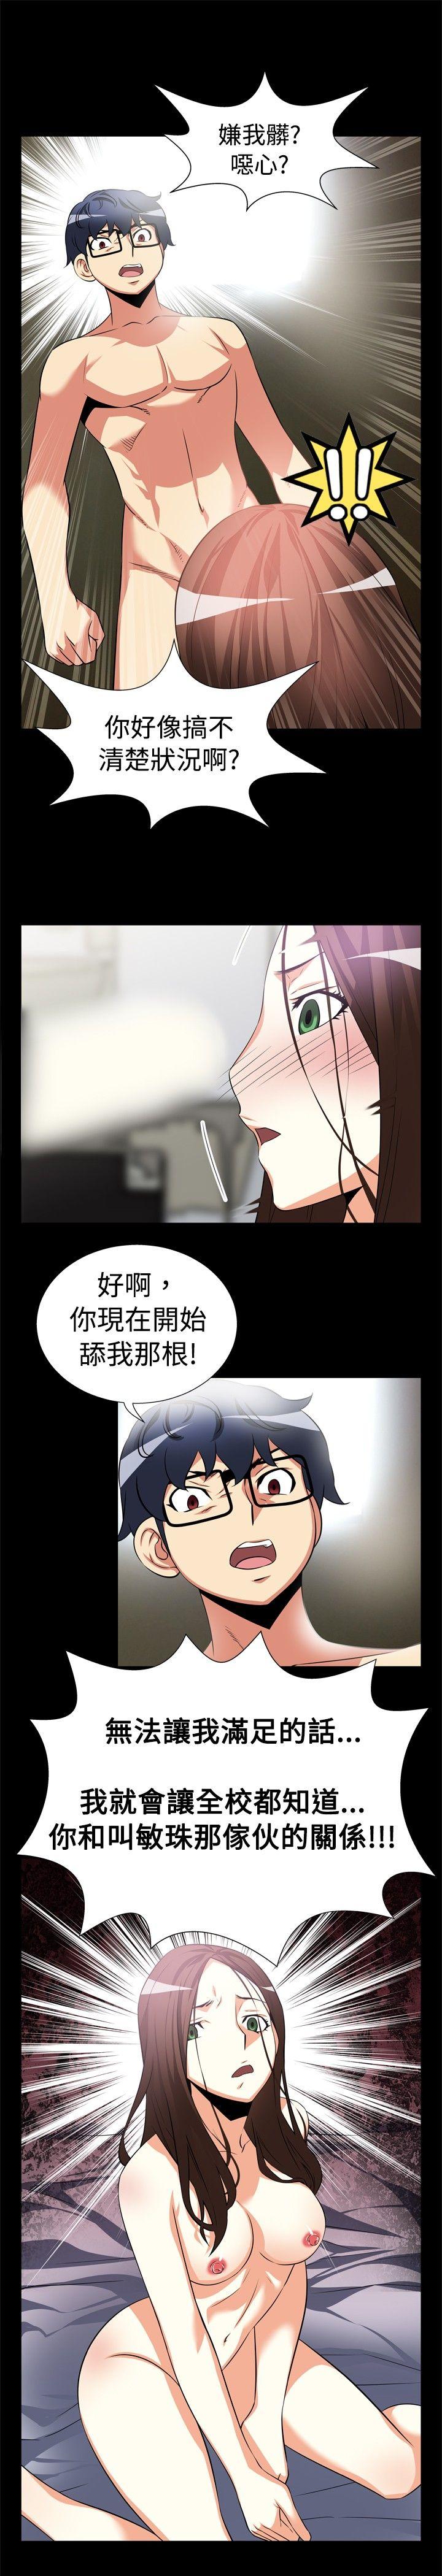 嫌我髒?
噁心?
!!
你好像搞不
清楚狀況啊?
好啊，
你現在開始
舔我那根!
無法讓我滿足的話...
我就會讓全校都知道...
你和叫敏珠那傢伙的關係!!!